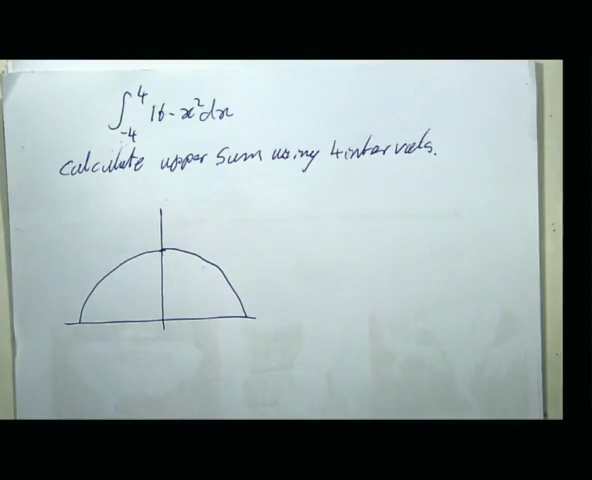 ∫₋₄⁴ 16 - x² dx
calculate upper sum using 4 intervals.